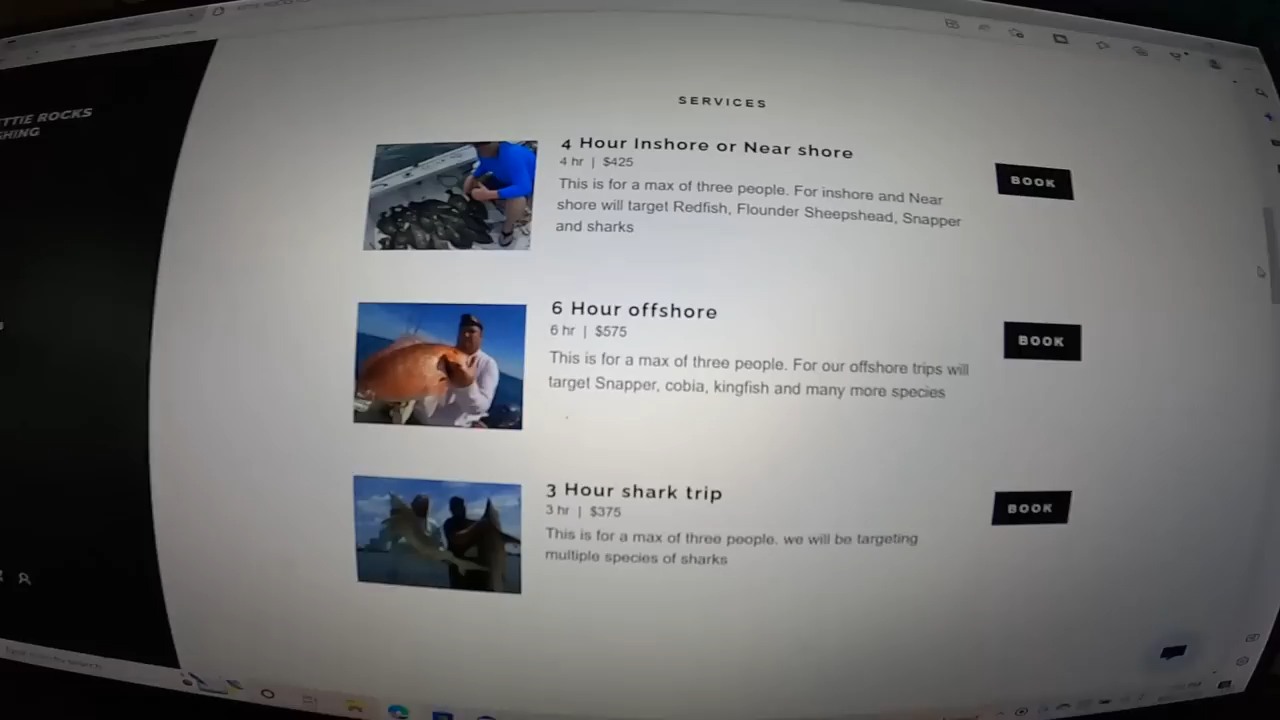 TTIE ROCKS
HING
SERVICES
4 Hour Inshore or Near shore
4 hr | $425
This is for a max of three people. For inshore and Near
shore will target Redfish, Flounder Sheepshead, Snapper
and sharks
BOOK
6 Hour offshore
6 hr | $575
This is for a max of three people. For our offshore trips will
target Snapper, cobia, kingfish and many more species
BOOK
3 Hour shark trip
3 hr | $375
This is for a max of three people. we will be targeting
multiple species of sharks
BOOK